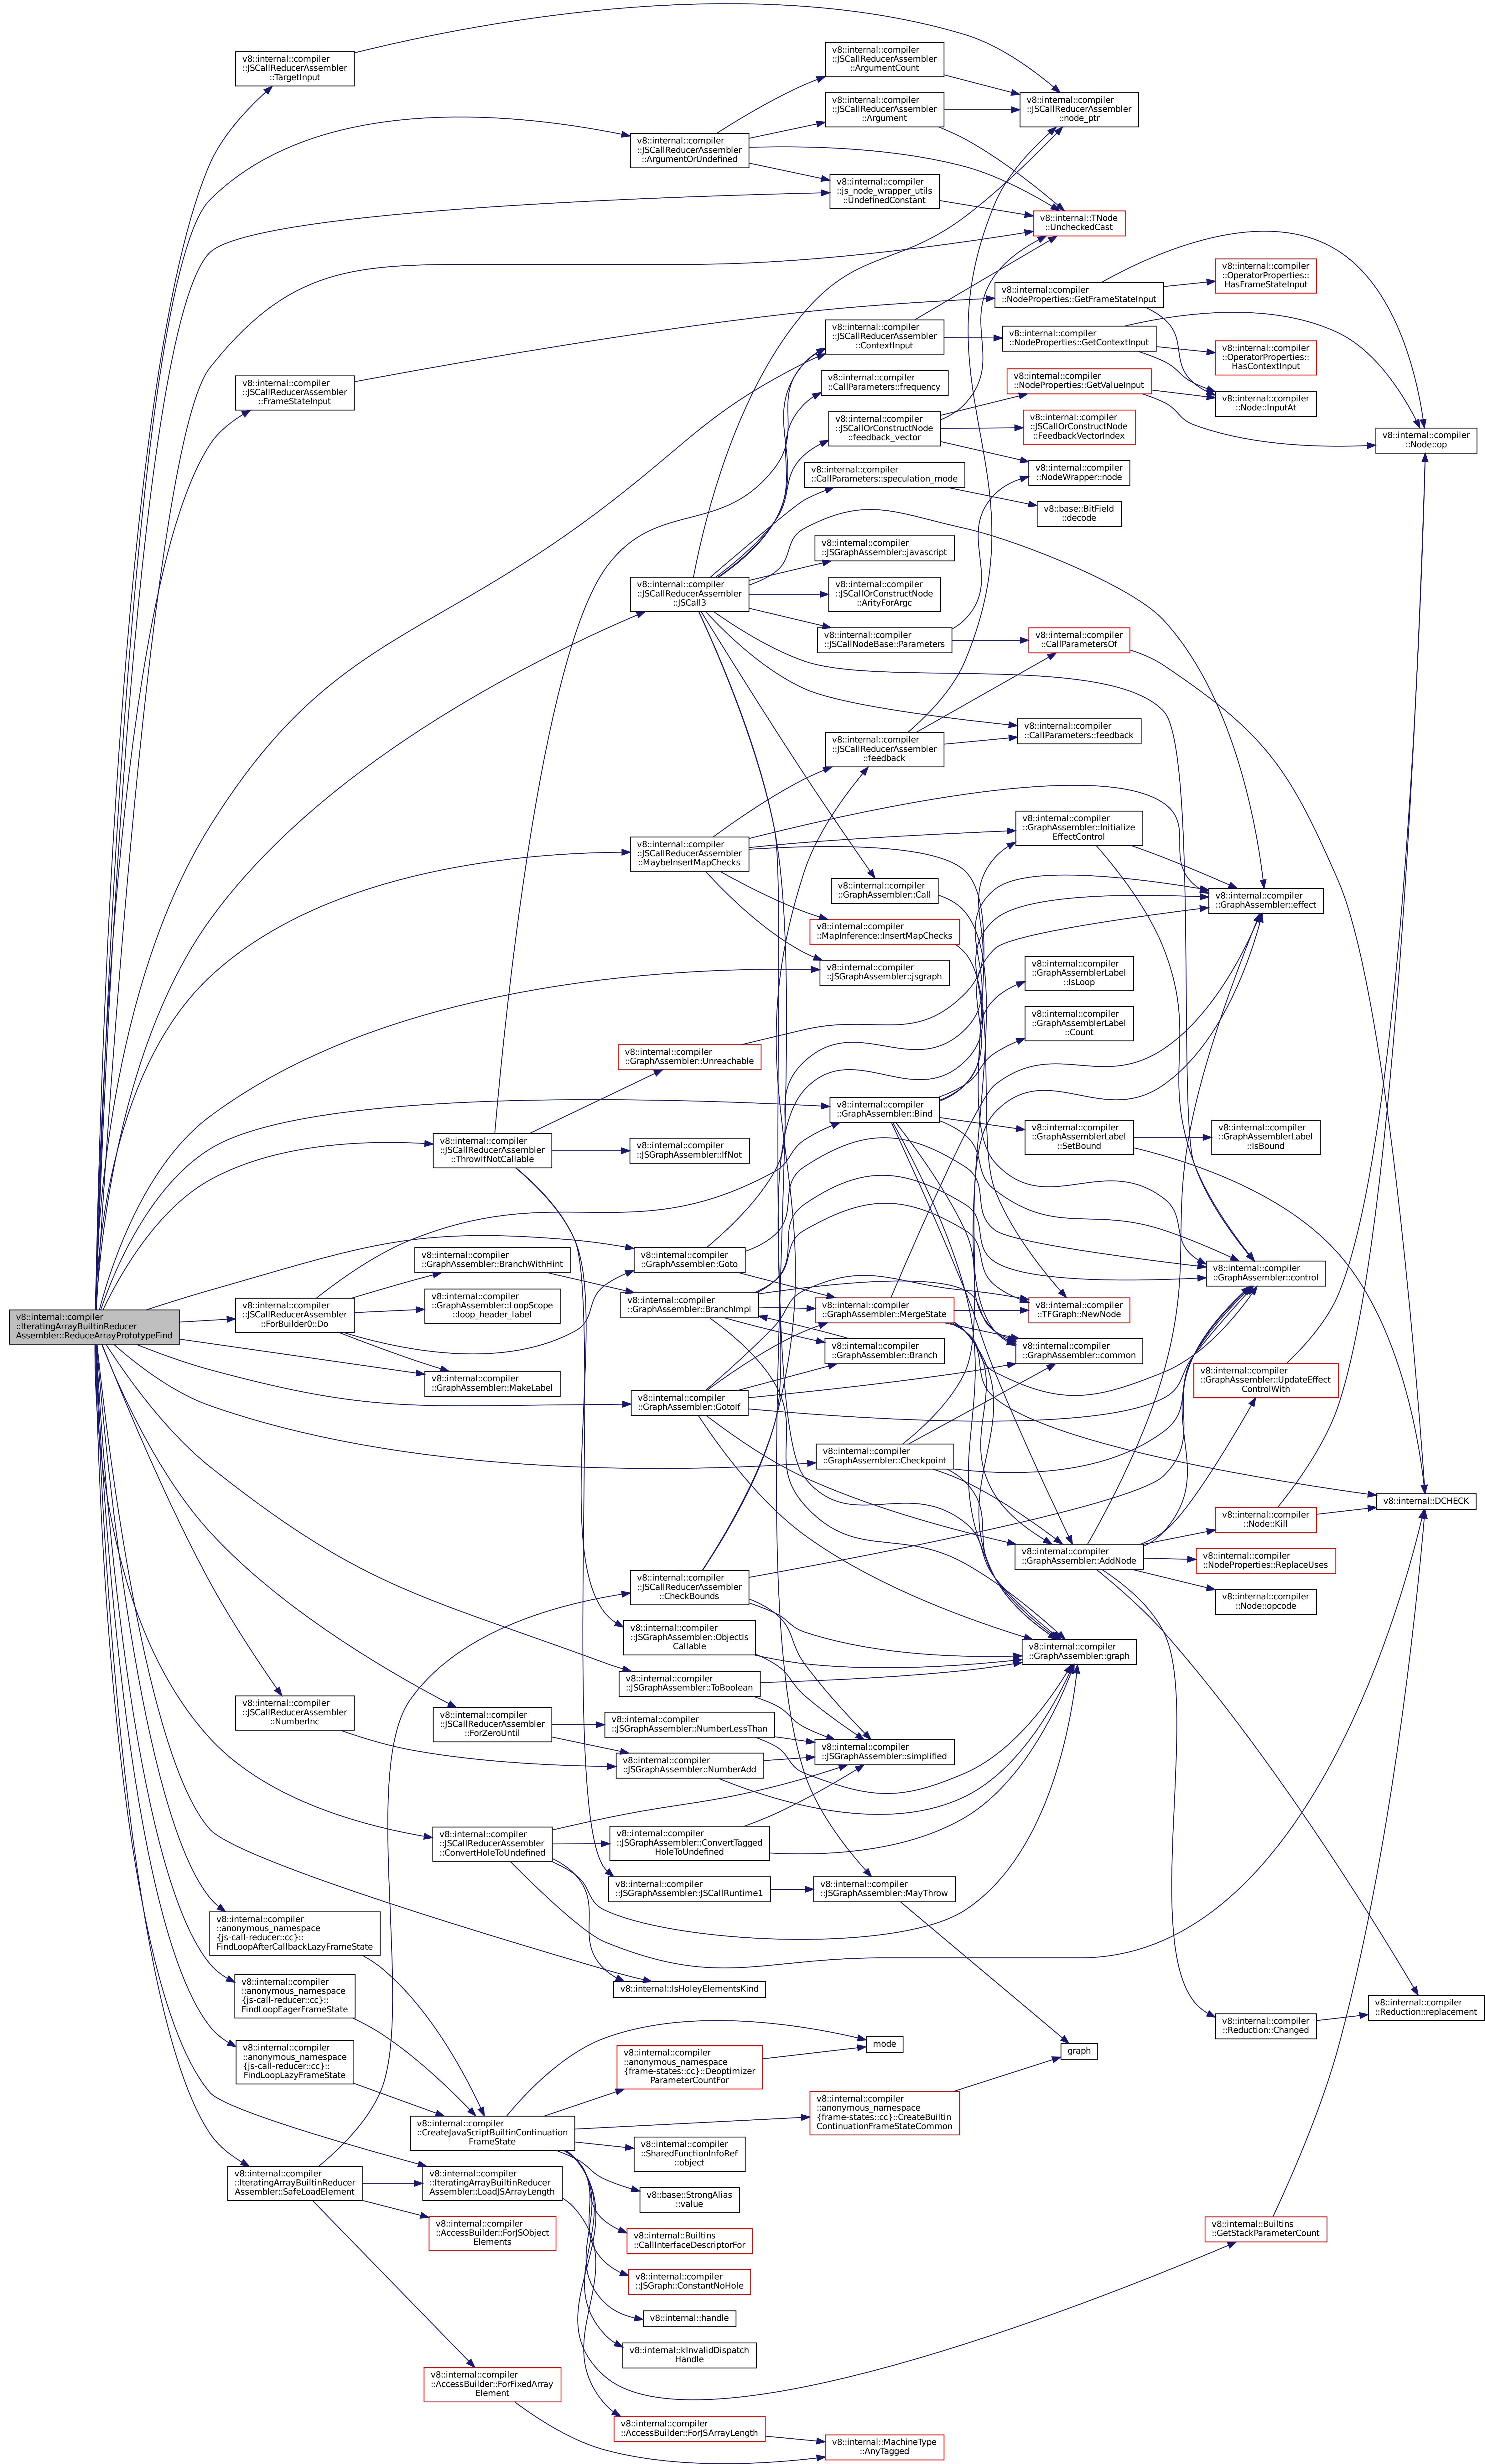 v8::internal::compiler
::JSCallReducerAssembler
::TargetInput
v8::internal::compiler
::JSCallReducerAssembler
::ArgumentCount
v8::internal::compiler
::JSCallReducerAssembler
::Argument
v8::internal::compiler
::JSCallReducerAssembler
::node_ptr
v8::internal::compiler
::JSCallReducerAssembler
::ArgumentOrUndefined
v8::internal::compiler
::js_node_wrapper_utils
::UndefinedConstant
v8::internal::TNode
::UncheckedCast
v8::internal::compiler
::NodeProperties::GetFrameStateInput
v8::internal::compiler
::OperatorProperties::
HasFrameStateInput
v8::internal::compiler
::JSCallReducerAssembler
::ContextInput
v8::internal::compiler
::NodeProperties::GetContextInput
v8::internal::compiler
::OperatorProperties::
HasContextInput
v8::internal::compiler
::JSCallReducerAssembler
::FrameStateInput
v8::internal::compiler
::CallParameters::frequency
v8::internal::compiler
::NodeProperties::GetValueInput
v8::internal::compiler
::Node::InputAt
v8::internal::compiler
::JSCallOrConstructNode
::feedback_vector
v8::internal::compiler
::JSCallOrConstructNode
::FeedbackVectorIndex
v8::internal::compiler
::Node::op
v8::internal::compiler
::CallParameters::speculation_mode
v8::internal::compiler
::NodeWrapper::node
v8::base::BitField
::decode
v8::internal::compiler
::JSGraphAssembler::javascript
v8::internal::compiler
::JSCallReducerAssembler
::JSCall3
v8::internal::compiler
::JSCallOrConstructNode
::ArityForArgc
v8::internal::compiler
::JSCallNodeBase::Parameters
v8::internal::compiler
::CallParametersOf
v8::internal::compiler
::JSCallReducerAssembler
::feedback
v8::internal::compiler
::CallParameters::feedback
v8::internal::compiler
::JSCallReducerAssembler
::MaybeInsertMapChecks
v8::internal::compiler
::GraphAssembler::Initialize
EffectControl
v8::internal::compiler
::GraphAssembler::Call
v8::internal::compiler
::GraphAssembler::effect
v8::internal::compiler
::MapInference::InsertMapChecks
v8::internal::compiler
::JSGraphAssembler::jsgraph
v8::internal::compiler
::GraphAssemblerLabel
::IsLoop
v8::internal::compiler
::GraphAssemblerLabel
::Count
v8::internal::compiler
::GraphAssembler::Unreachable
v8::internal::compiler
::GraphAssembler::Bind
v8::internal::compiler
::JSCallReducerAssembler
::ThrowIfNotCallable
v8::internal::compiler
::JSGraphAssembler::IfNot
v8::internal::compiler
::GraphAssemblerLabel
::SetBound
v8::internal::compiler
::GraphAssemblerLabel
::IsBound
v8::internal::compiler
::GraphAssembler::BranchWithHint
v8::internal::compiler
::GraphAssembler::Goto
v8::internal::compiler
::GraphAssembler::control
v8::internal::compiler
::IteratingArrayBuiltinReducer
Assembler::ReduceArrayPrototypeFind
v8::internal::compiler
::JSCallReducerAssembler
::ForBuilder0::Do
v8::internal::compiler
::GraphAssembler::LoopScope
::loop_header_label
v8::internal::compiler
::GraphAssembler::BranchImpl
v8::internal::compiler
::GraphAssembler::MergeState
v8::internal::compiler
::TFGraph::NewNode
v8::internal::compiler
::GraphAssembler::Branch
v8::internal::compiler
::GraphAssembler::common
v8::internal::compiler
::GraphAssembler::MakeLabel
v8::internal::compiler
::GraphAssembler::UpdateEffect
ControlWith
v8::internal::compiler
::GraphAssembler::GotoIf
v8::internal::compiler
::GraphAssembler::Checkpoint
v8::internal::DCHECK
v8::internal::compiler
::Node::Kill
v8::internal::compiler
::GraphAssembler::AddNode
v8::internal::compiler
::NodeProperties::ReplaceUses
v8::internal::compiler
::JSCallReducerAssembler
::CheckBounds
v8::internal::compiler
::Node::opcode
v8::internal::compiler
::JSGraphAssembler::ObjectIs
Callable
v8::internal::compiler
::GraphAssembler::graph
v8::internal::compiler
::JSGraphAssembler::ToBoolean
v8::internal::compiler
::JSCallReducerAssembler
::NumberInc
v8::internal::compiler
::JSCallReducerAssembler
::ForZeroUntil
v8::internal::compiler
::JSGraphAssembler::NumberLessThan
v8::internal::compiler
::JSGraphAssembler::simplified
v8::internal::compiler
::JSGraphAssembler::NumberAdd
v8::internal::compiler
::JSCallReducerAssembler
::ConvertHoleToUndefined
v8::internal::compiler
::JSGraphAssembler::ConvertTagged
HoleToUndefined
v8::internal::compiler
::JSGraphAssembler::JSCallRuntime1
v8::internal::compiler
::JSGraphAssembler::MayThrow
v8::internal::compiler
::anonymous_namespace
{js-call-reducer::cc}::
FindLoopAfterCallbackLazyFrameState
v8::internal::IsHoleyElementsKind
v8::internal::compiler
::anonymous_namespace
{js-call-reducer::cc}::
FindLoopEagerFrameState
v8::internal::compiler
::Reduction::replacement
v8::internal::compiler
::Reduction::Changed
v8::internal::compiler
::anonymous_namespace
{js-call-reducer::cc}::
FindLoopLazyFrameState
mode
graph
v8::internal::compiler
::anonymous_namespace
{frame-states::cc}::Deoptimizer
ParameterCountFor
v8::internal::compiler
::CreateJavaScriptBuiltinContinuation
FrameState
v8::internal::compiler
::anonymous_namespace
{frame-states::cc}::CreateBuiltin
ContinuationFrameStateCommon
v8::internal::compiler
::SharedFunctionInfoRef
::object
v8::internal::compiler
::IteratingArrayBuiltinReducer
Assembler::SafeLoadElement
v8::internal::compiler
::IteratingArrayBuiltinReducer
Assembler::LoadJSArrayLength
v8::base::StrongAlias
::value
v8::internal::compiler
::AccessBuilder::ForJSObject
Elements
v8::internal::Builtins
::CallInterfaceDescriptorFor
v8::internal::Builtins
::GetStackParameterCount
v8::internal::compiler
::JSGraph::ConstantNoHole
v8::internal::handle
v8::internal::kInvalidDispatch
Handle
v8::internal::compiler
::AccessBuilder::ForFixedArray
Element
v8::internal::compiler
::AccessBuilder::ForJSArrayLength
v8::internal::MachineType
::AnyTagged